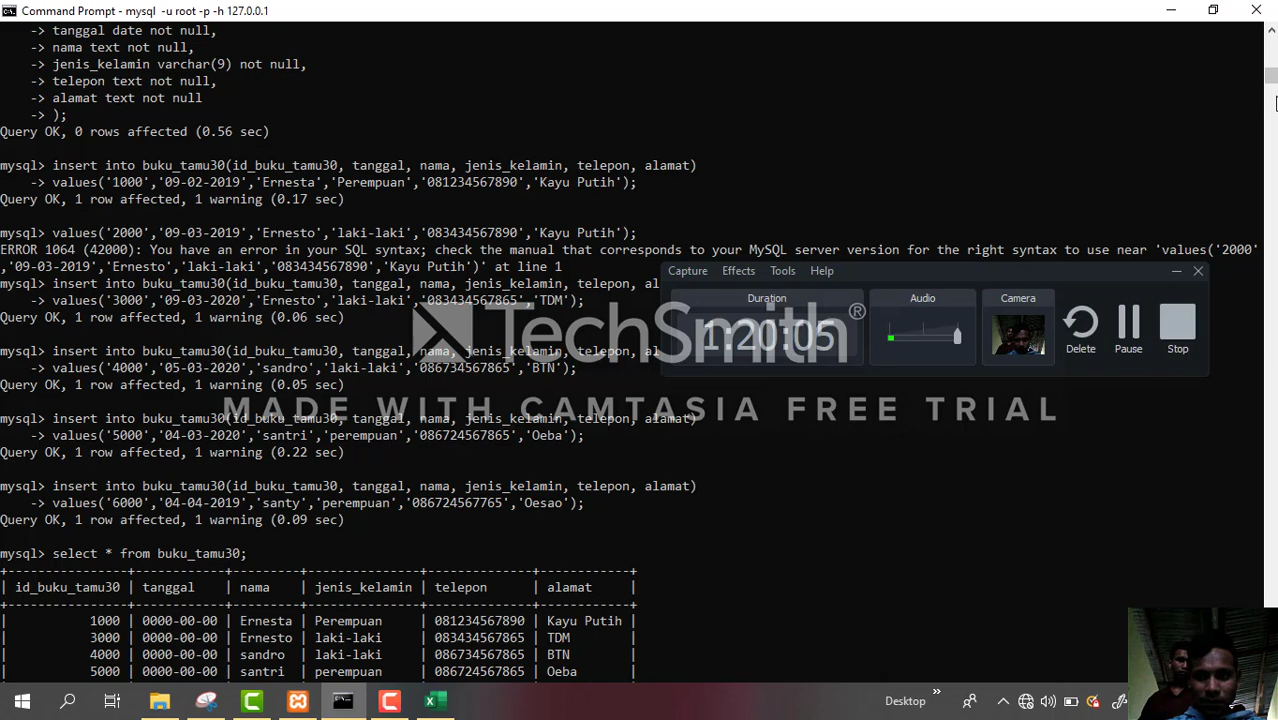 Command Prompt - mysql -u root -p -h 127.0.0.1
-> tanggal date not null,
-> nama text not null,
-> jenis_kelamin varchar(9) not null,
-> telepon text not null,
-> alamat text not null
-> );
Query OK, 0 rows affected (0.56 sec)
mysql> insert into buku_tamu30(id_buku_tamu30, tanggal, nama, jenis_kelamin, telepon, alamat)
-> values('1000','09-02-2019','Ernesta','Perempuan','081234567890','Kayu Putih');
Query OK, 1 row affected, 1 warning (0.17 sec)
mysql> values('2000','09-03-2019','Ernesto','laki-laki','083434567890','Kayu Putih');
ERROR 1064 (42000): You have an error in your SQL syntax; check the manual that corresponds to your MySQL server version for the right syntax to use near 'values('2000'
,'09-03-2019','Ernesto','laki-laki','083434567890','Kayu Putih')' at line 1
mysql> insert into buku_tamu30(id_buku_tamu30, tanggal, nama, jenis_kelamin, telepon, al
-> values('3000','09-03-2020','Ernesto','laki-laki','083434567865','TDM');
Query OK, 1 row affected, 1 warning (0.06 sec)
mysql> insert into buku_tamu30(id_buku_tamu30, tanggal, nama, jenis_kelamin, telepon, al
-> values('4000','05-03-2020','sandro','laki-laki','086734567865','BTN');
Query OK, 1 row affected, 1 warning (0.05 sec)
mysql> insert into buku_tamu30(id_buku_tamu30, tanggal, nama, jenis_kelamin, telepon, alamat)
-> values('5000','04-03-2020','santri','perempuan','086724567865','Oeba');
Query OK, 1 row affected, 1 warning (0.22 sec)
mysql> insert into buku_tamu30(id_buku_tamu30, tanggal, nama, jenis_kelamin, telepon, alamat)
-> values('6000','04-04-2019','santy','perempuan','086724567765','Oesao');
Query OK, 1 row affected, 1 warning (0.09 sec)
mysql> select * from buku_tamu30;
| id_buku_tamu30 | tanggal | nama | jenis_kelamin | telepon | alamat |
| 1000 | 0000-00-00 | Ernesta | Perempuan | 081234567890 | Kayu Putih |
| 3000 | 0000-00-00 | Ernesto | laki-laki | 083434567865 | TDM |
| 4000 | 0000-00-00 | sandro | laki-laki | 086734567865 | BTN |
| 5000 | 0000-00-00 | santri | perempuan | 086724567865 | Oeba |
Capture Effects Tools Help
Duration Audio Camera
1:20:05
Delete Pause Stop
TechSmith®
MADE WITH CAMTASIA FREE TRIAL
Desktop